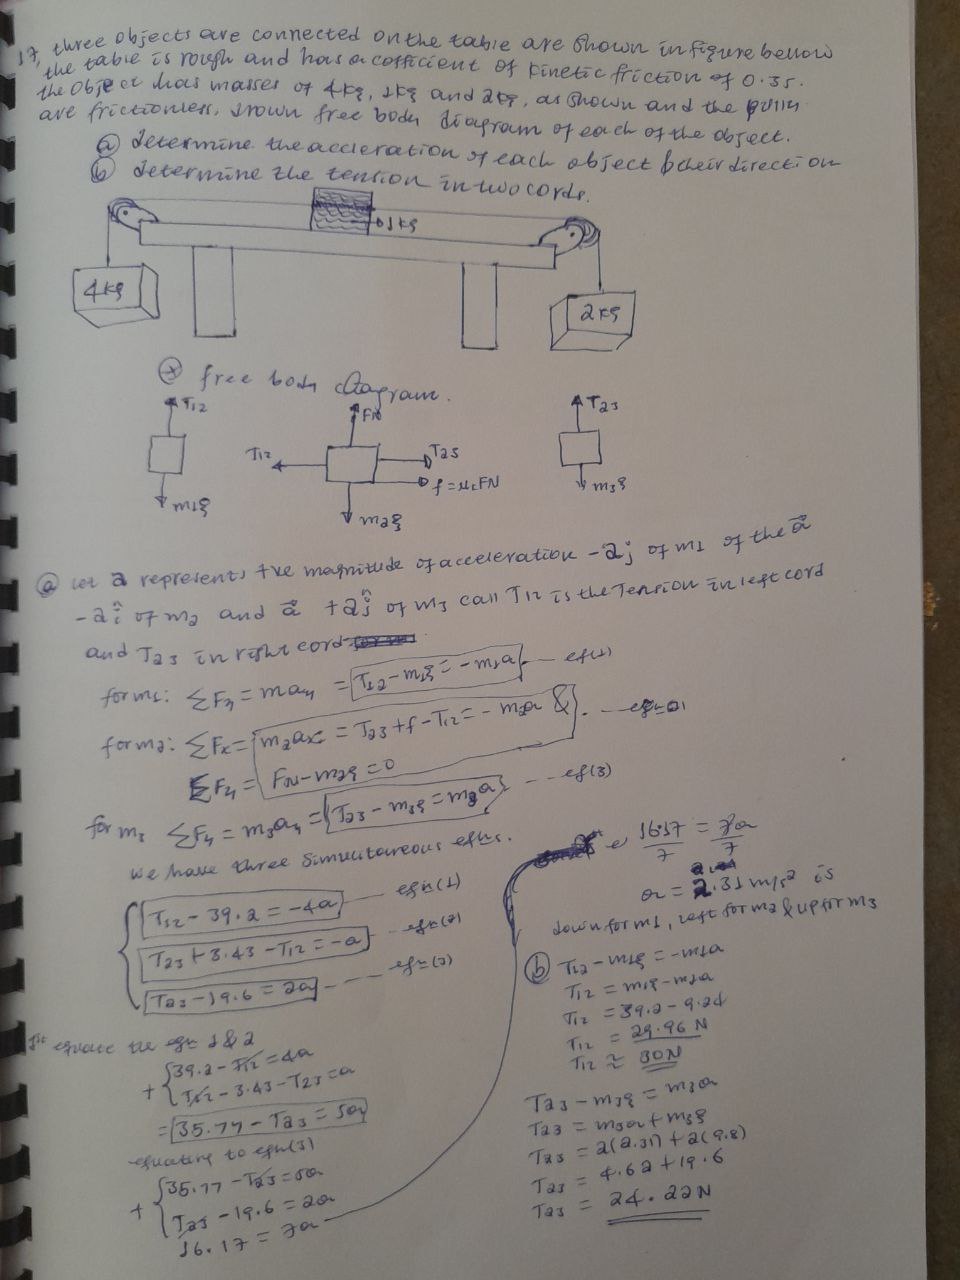 17, three objects are connected on the table are shown in figure bellow
the table is rough and has a cofficient of kinetic friction of 0.35.
the object has masses of 4kg, 1kg and 2kg, as shown and the pully
are frictionless, drown free body diagram of each of the object.
ⓐ determine the accleration of each object & their direction
ⓑ determine the tension in two cords.
1kg
4kg
2kg
free body diagram.
T12
m1g
FN
T12
T23
f = μkFN
m2g
T23
m3g
ⓐ Let a represents +ve magnitude of acceleration -aĵ of m1 of the a⃗
-aî of m2 and a⃗ +aĵ of m3 call T12 is the Tension in left cord
and T23 in right cord
for m1: ΣFy = may = T12 - m1g = -m1a - eq(1)
for m2: ΣFx = m2ax = T23 + f - T12 = -m2a & - eqn(2)
ΣFy = FN - m2g = 0
for m3 ΣFy = m3ay = T23 - m3g = m3a - - eq(3)
we have three simultaneous eqns.
T12 - 39.2 = -4a eqn(1)
T23 + 3.43 - T12 = -a eqn(2)
T23 - 19.6 = 2a eqn(3)
1st equate the eqn 1 & 2
+ 39.2 - T12 = 4a
T12 - 3.43 - T23 = a
= 35.77 - T23 = 5a
equating to eqn(3)
+ 35.77 - T23 = 5a
T23 - 19.6 = 2a
16.17 = 7a
16.17 = 7a
7 7
a = 2.31 m/s² is
down for m1, left for m2 & up for m3
ⓑ T12 - m1g = -m1a
T12 = m1g - m1a
T12 = 39.2 - 9.24
T12 = 29.96 N
T12 ≈ 30N
T23 - m3g = m3a
T23 = m3a + m3g
T23 = 2(2.31) + 2(9.8)
T23 = 4.62 + 19.6
T23 = 24.22N